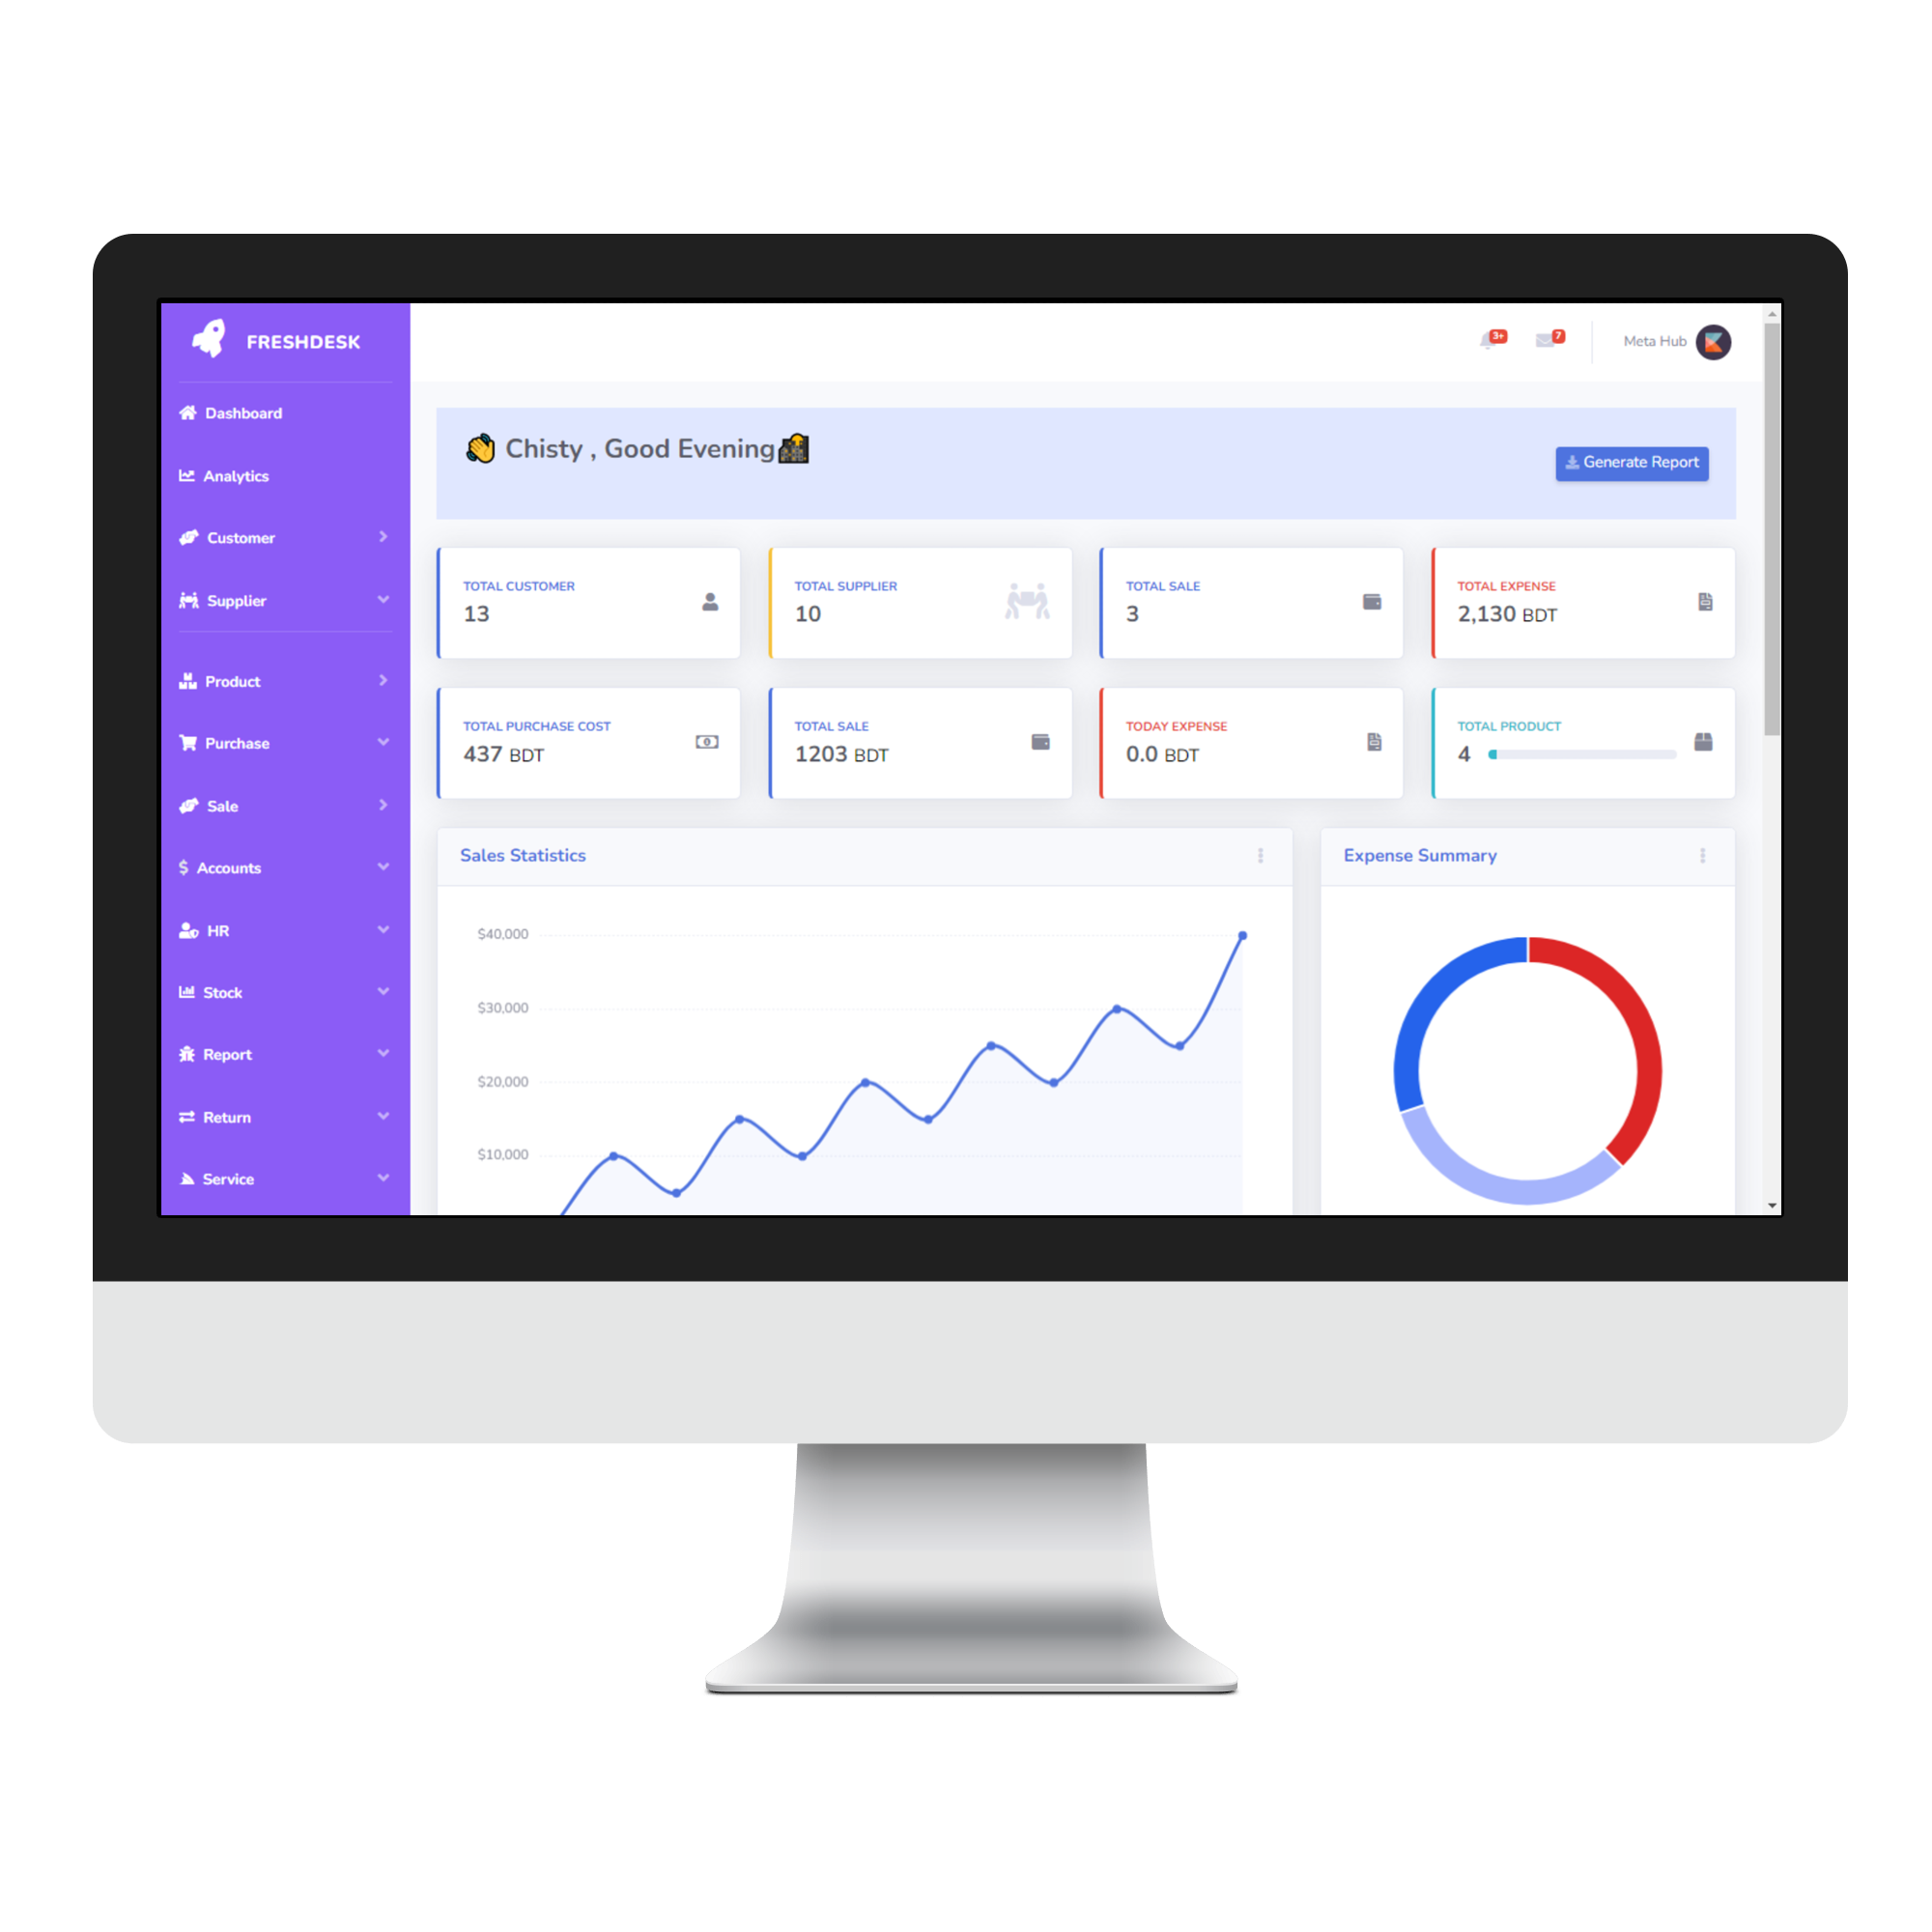 FRESHDESK
Dashboard
Analytics
Customer
Supplier
Product
Purchase
Sale
Accounts
HR
Stock
Report
Return
Service
3+
7
Meta Hub
👋 Chisty , Good Evening
Generate Report
TOTAL CUSTOMER
13
TOTAL SUPPLIER
10
TOTAL SALE
3
TOTAL EXPENSE
2,130 BDT
TOTAL PURCHASE COST
437 BDT
TOTAL SALE
1203 BDT
TODAY EXPENSE
0.0 BDT
TOTAL PRODUCT
4
Sales Statistics
$40,000
$30,000
$20,000
$10,000
Expense Summary